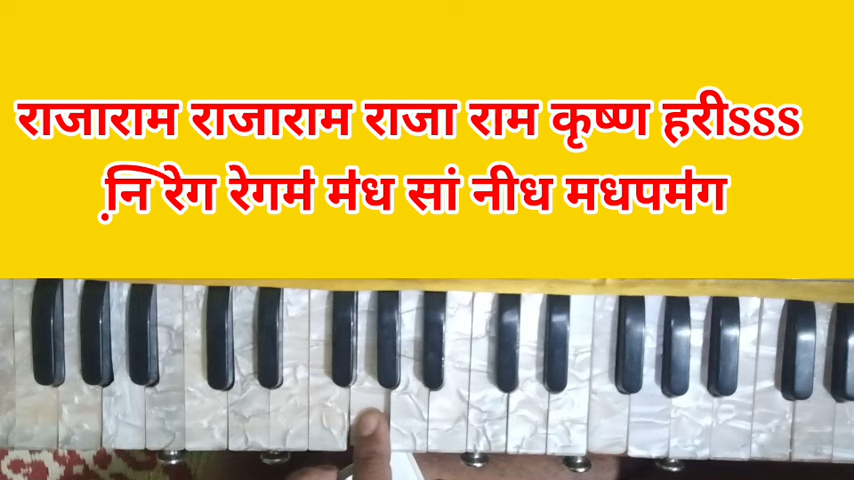 राजाराम राजाराम राजा राम कृष्ण हरीsss
.नि रेग रेगम॑ म॑ध सां नीध मधपम॑ग